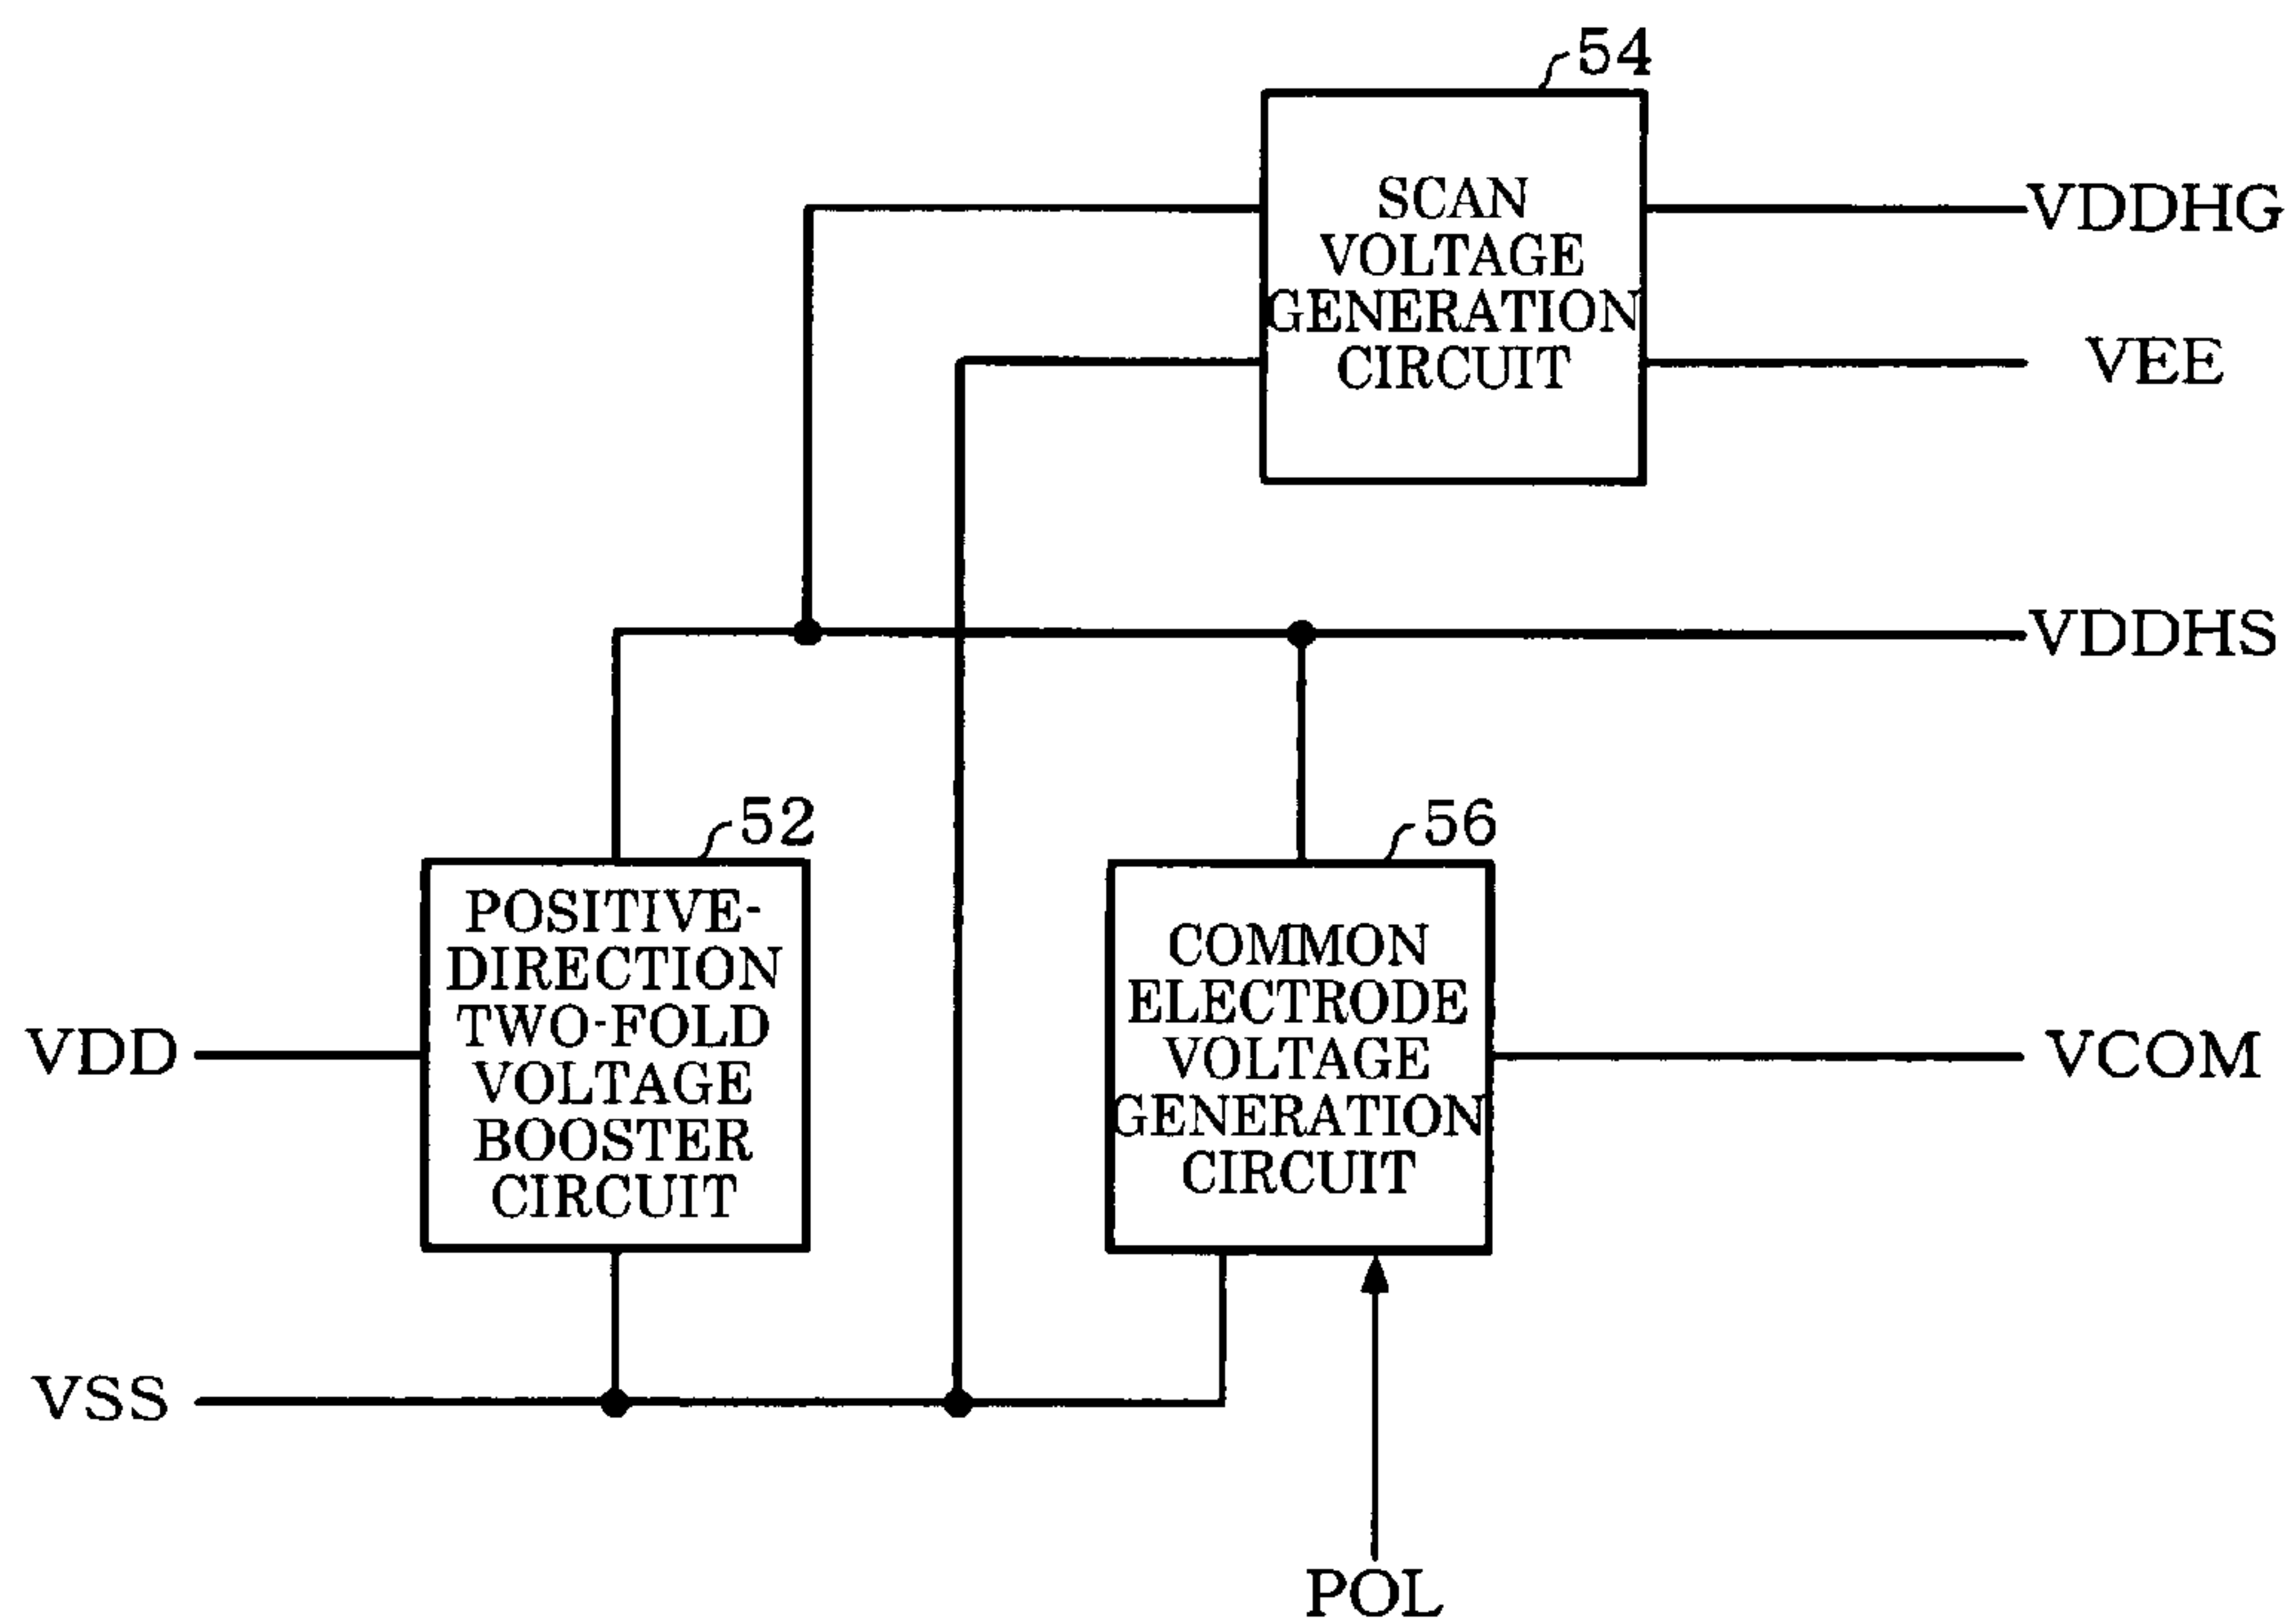 54
SCAN
VOLTAGE
GENERATION
CIRCUIT
VDDHG
VEE
VDDHS
52
POSITIVE-
DIRECTION
TWO-FOLD
VOLTAGE
BOOSTER
CIRCUIT
56
COMMON
ELECTRODE
VOLTAGE
GENERATION
CIRCUIT
VDD
VCOM
VSS
POL